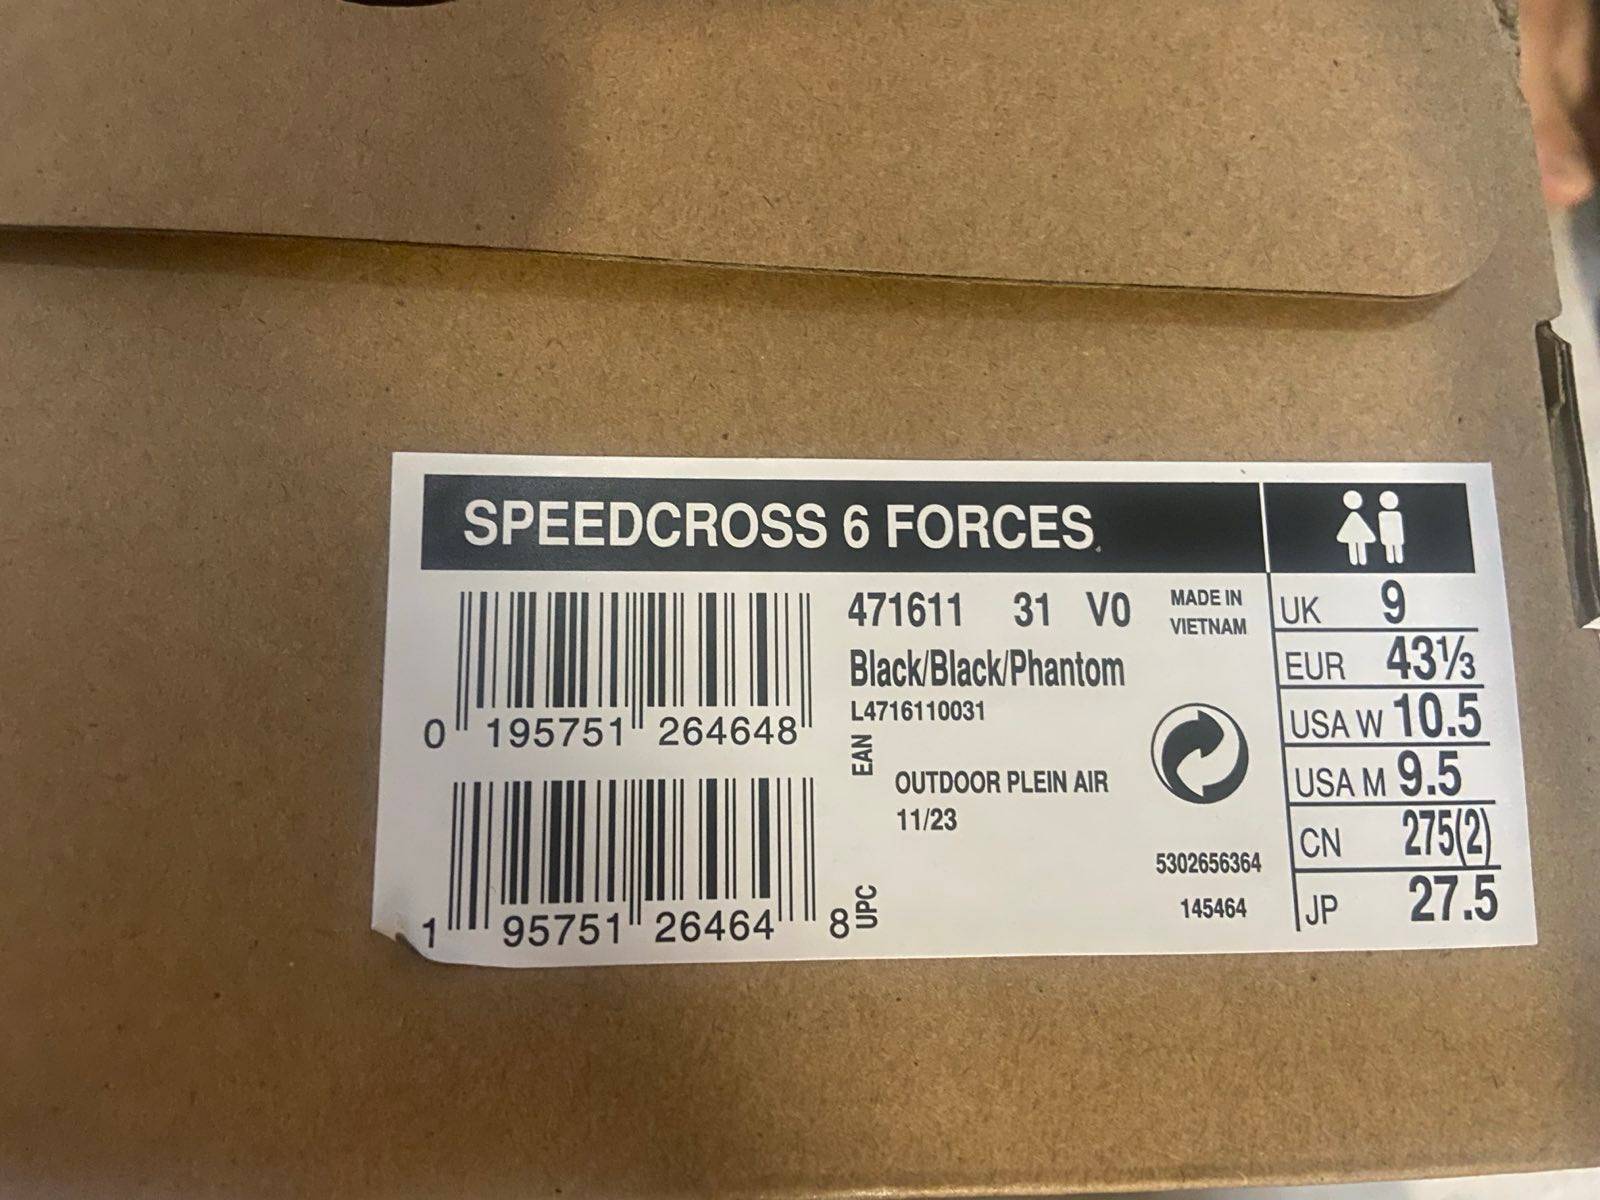 SPEEDCROSS 6 FORCES
0 195751 264648
EAN
1 95751 26464 8
UPC
471611 31 V0
Black/Black/Phantom
L4716110031
OUTDOOR PLEIN AIR
11/23
MADE IN
VIETNAM
5302656364
145464
UK 9
EUR 43⅓
USA W 10.5
USA M 9.5
CN 275(2)
JP 27.5